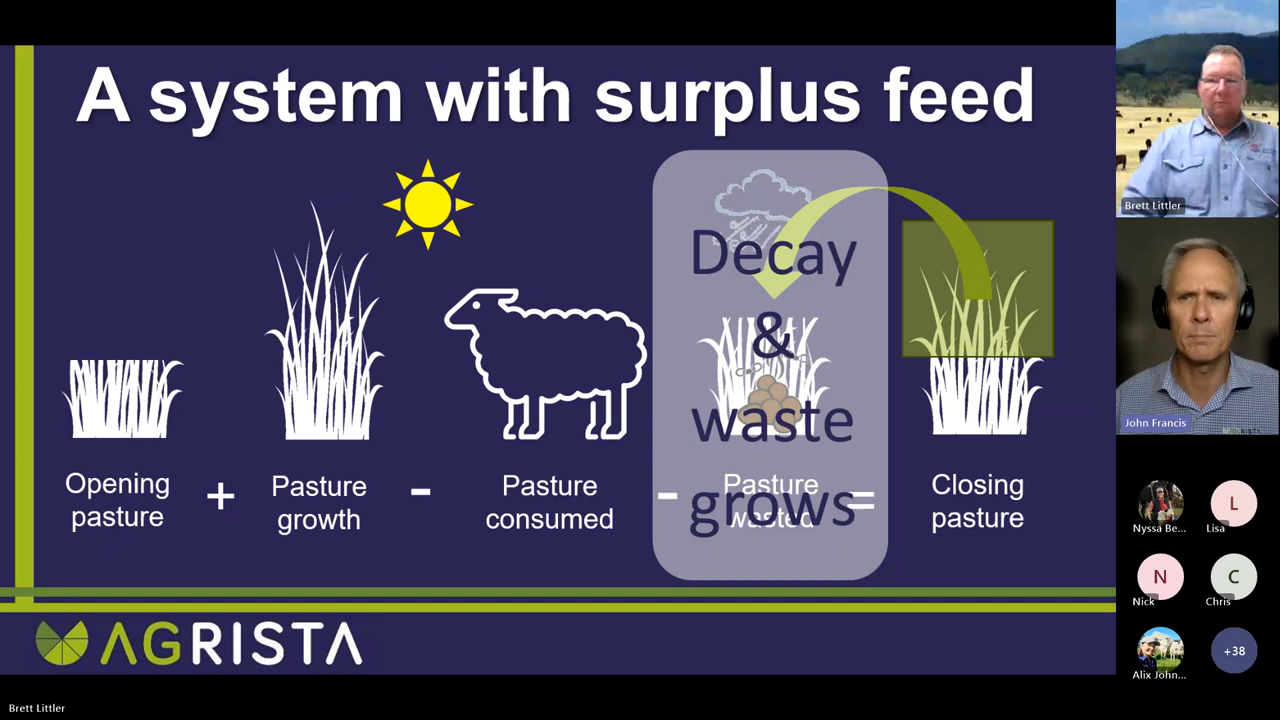 A system with surplus feed
Decay
&
waste
grows
Opening
pasture
+
Pasture
growth
-
Pasture
consumed
-
Pasture
wasted
=
Closing
pasture
AGRISTA
Brett Littler
John Francis
Nyssa Be...
L
Lisa
N
Nick
C
Chris
Alix John...
+38
Brett Littler